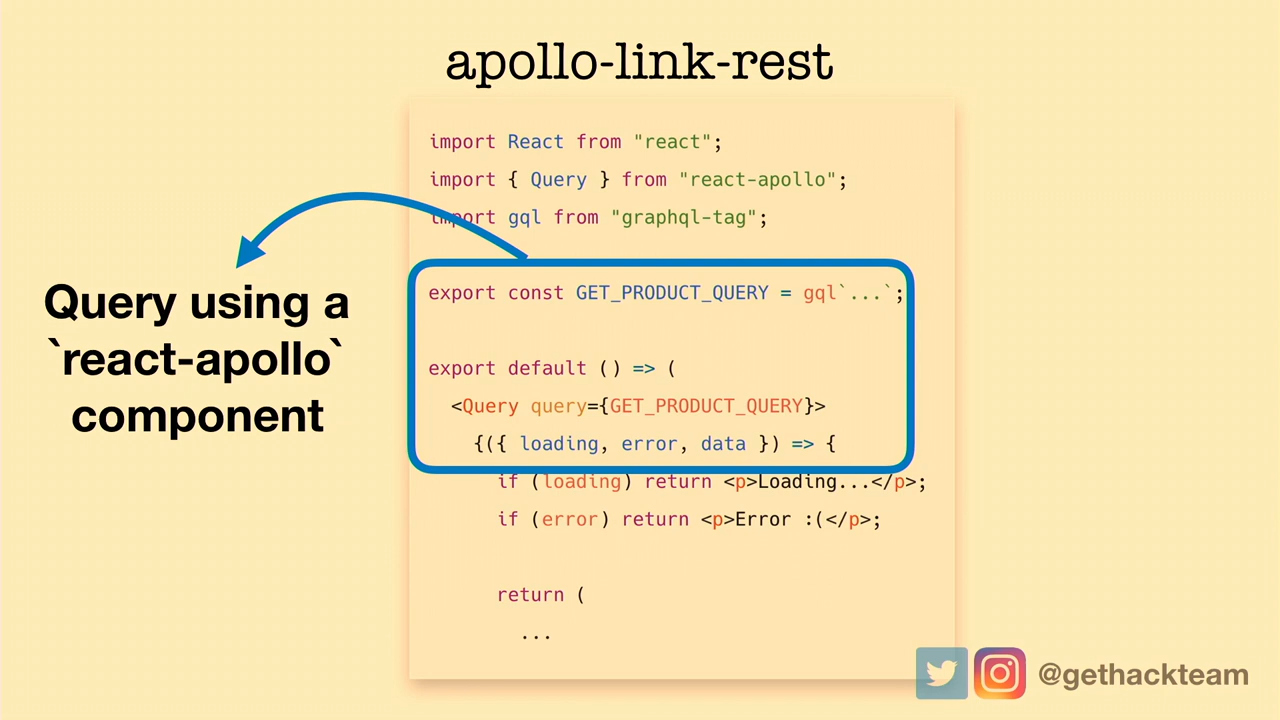 apollo-link-rest
import React from "react";
import { Query } from "react-apollo";
import gql from "graphql-tag";
export const GET_PRODUCT_QUERY = gql`...`;
export default () => (
<Query query={GET_PRODUCT_QUERY}>
{({ loading, error, data }) => {
if (loading) return <p>Loading...</p>;
if (error) return <p>Error :(</p>;
return (
...
Query using a
`react-apollo`
component
@gethackteam